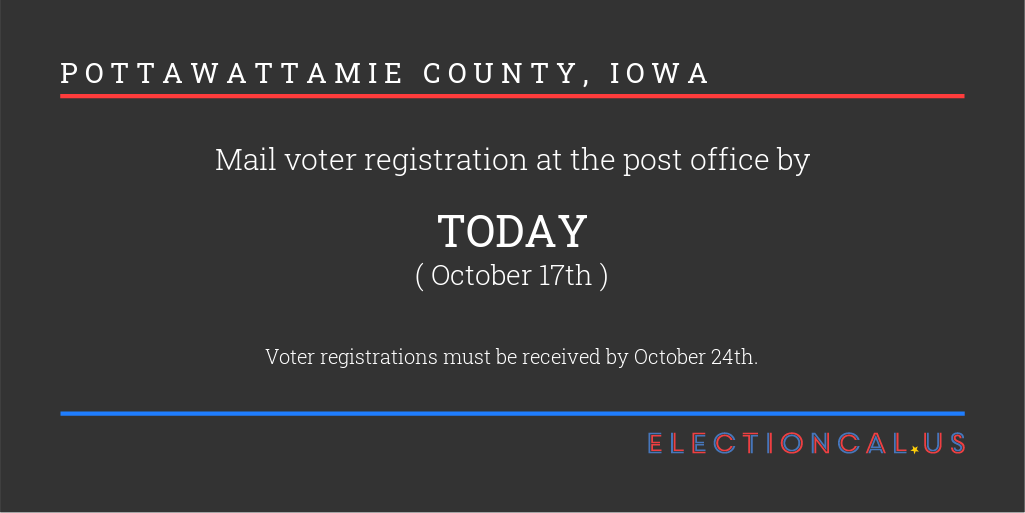 POTTAWATTAMIE COUNTY, IOWA
Mail voter registration at the post office by
TODAY
( October 17th )
Voter registrations must be received by October 24th.
ELECTIONCAL.US